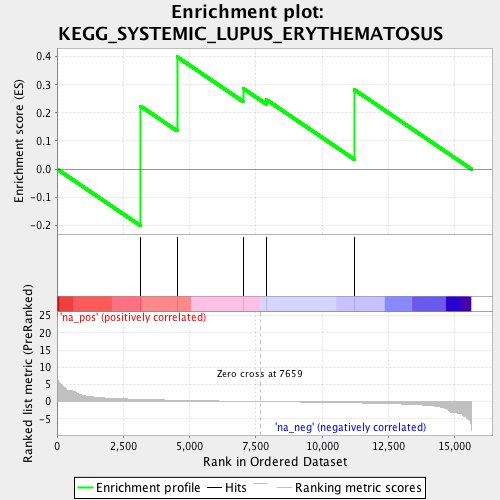 Enrichment plot:
KEGG_SYSTEMIC_LUPUS_ERYTHEMATOSUS
Enrichment score (ES)
0.4
0.3
0.2
0.1
0.0
-0.1
-0.2
'na_pos' (positively correlated)
Ranked list metric (PreRanked)
25
20
15
10
5
0
-5
Zero cross at 7659
'na_neg' (negatively correlated)
0
2,500
5,000
7,500
10,000
12,500
15,000
Rank in Ordered Dataset
Enrichment profile
Hits
Ranking metric scores